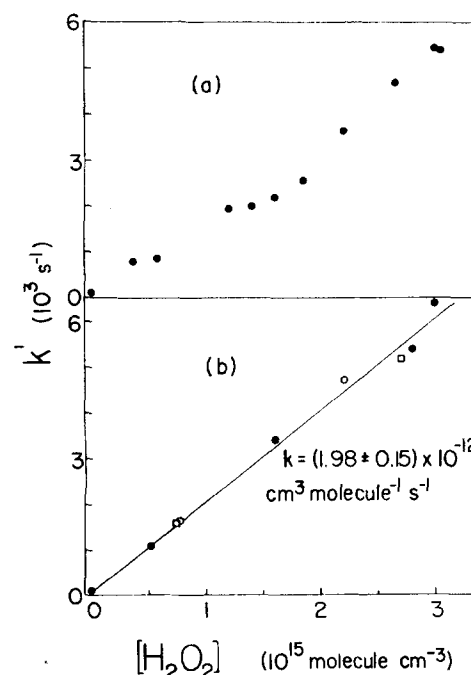 6
(a)
3
0
k' (10³ s⁻¹)
6
(b)
k = (1.98 ± 0.15) x 10⁻¹²
cm³ molecule⁻¹ s⁻¹
3
0
0 1 2 3
[H₂O₂] (10¹⁵ molecule cm⁻³)